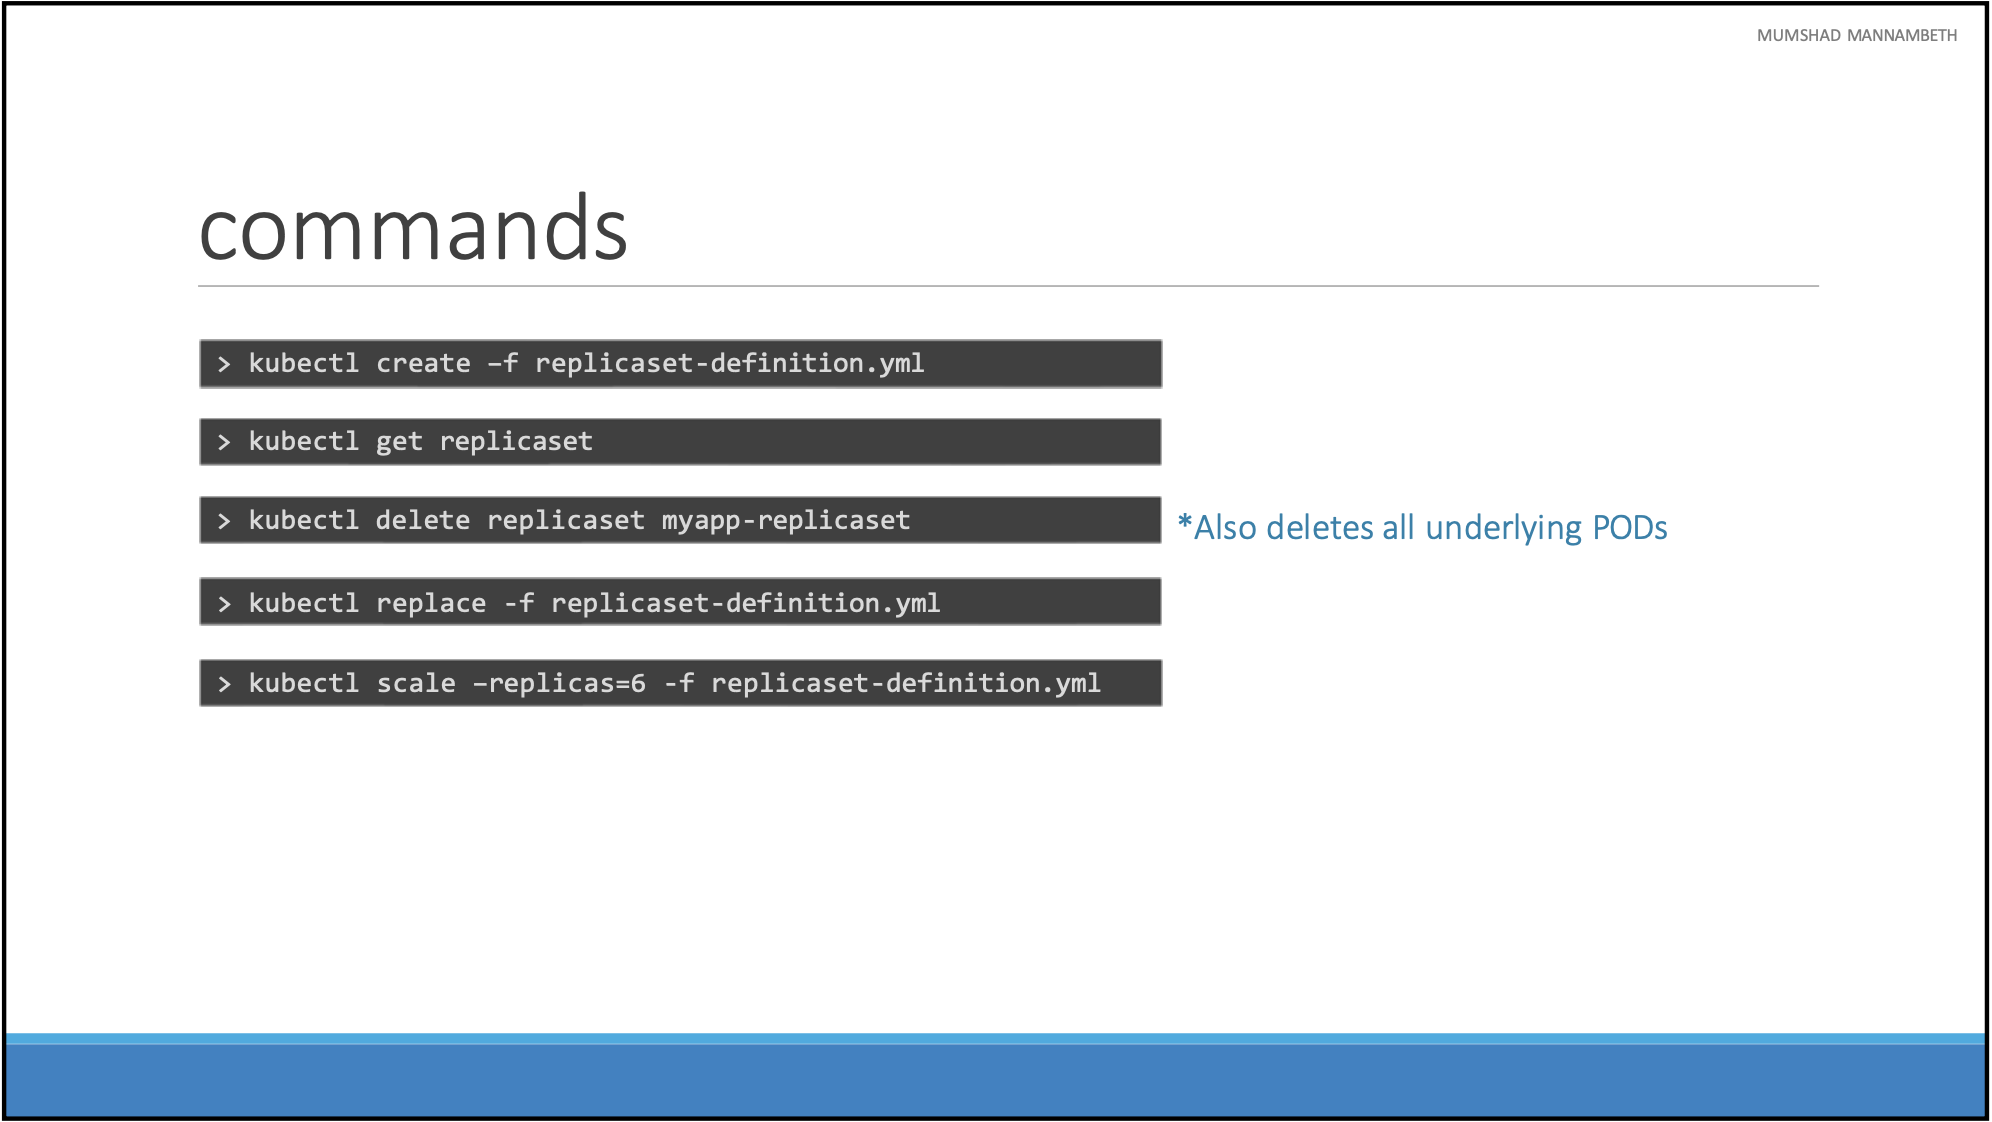 MUMSHAD MANNAMBETH
commands
> kubectl create –f replicaset-definition.yml
> kubectl get replicaset
> kubectl delete replicaset myapp-replicaset
*Also deletes all underlying PODs
> kubectl replace -f replicaset-definition.yml
> kubectl scale –replicas=6 -f replicaset-definition.yml